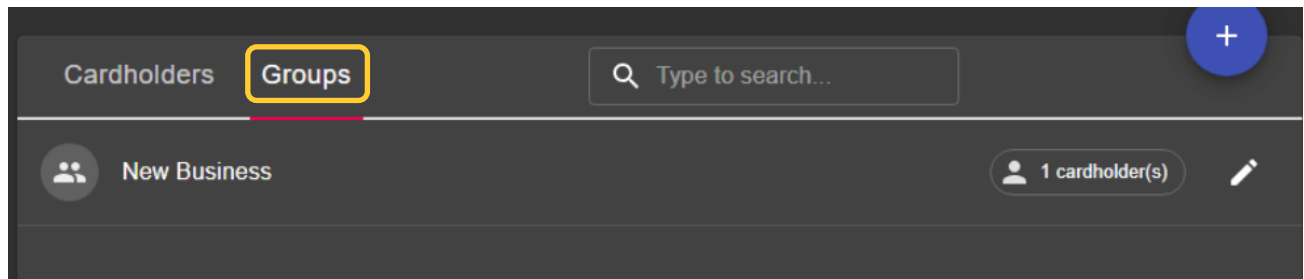 Cardholders Groups Type to search... +
New Business 1 cardholder(s)